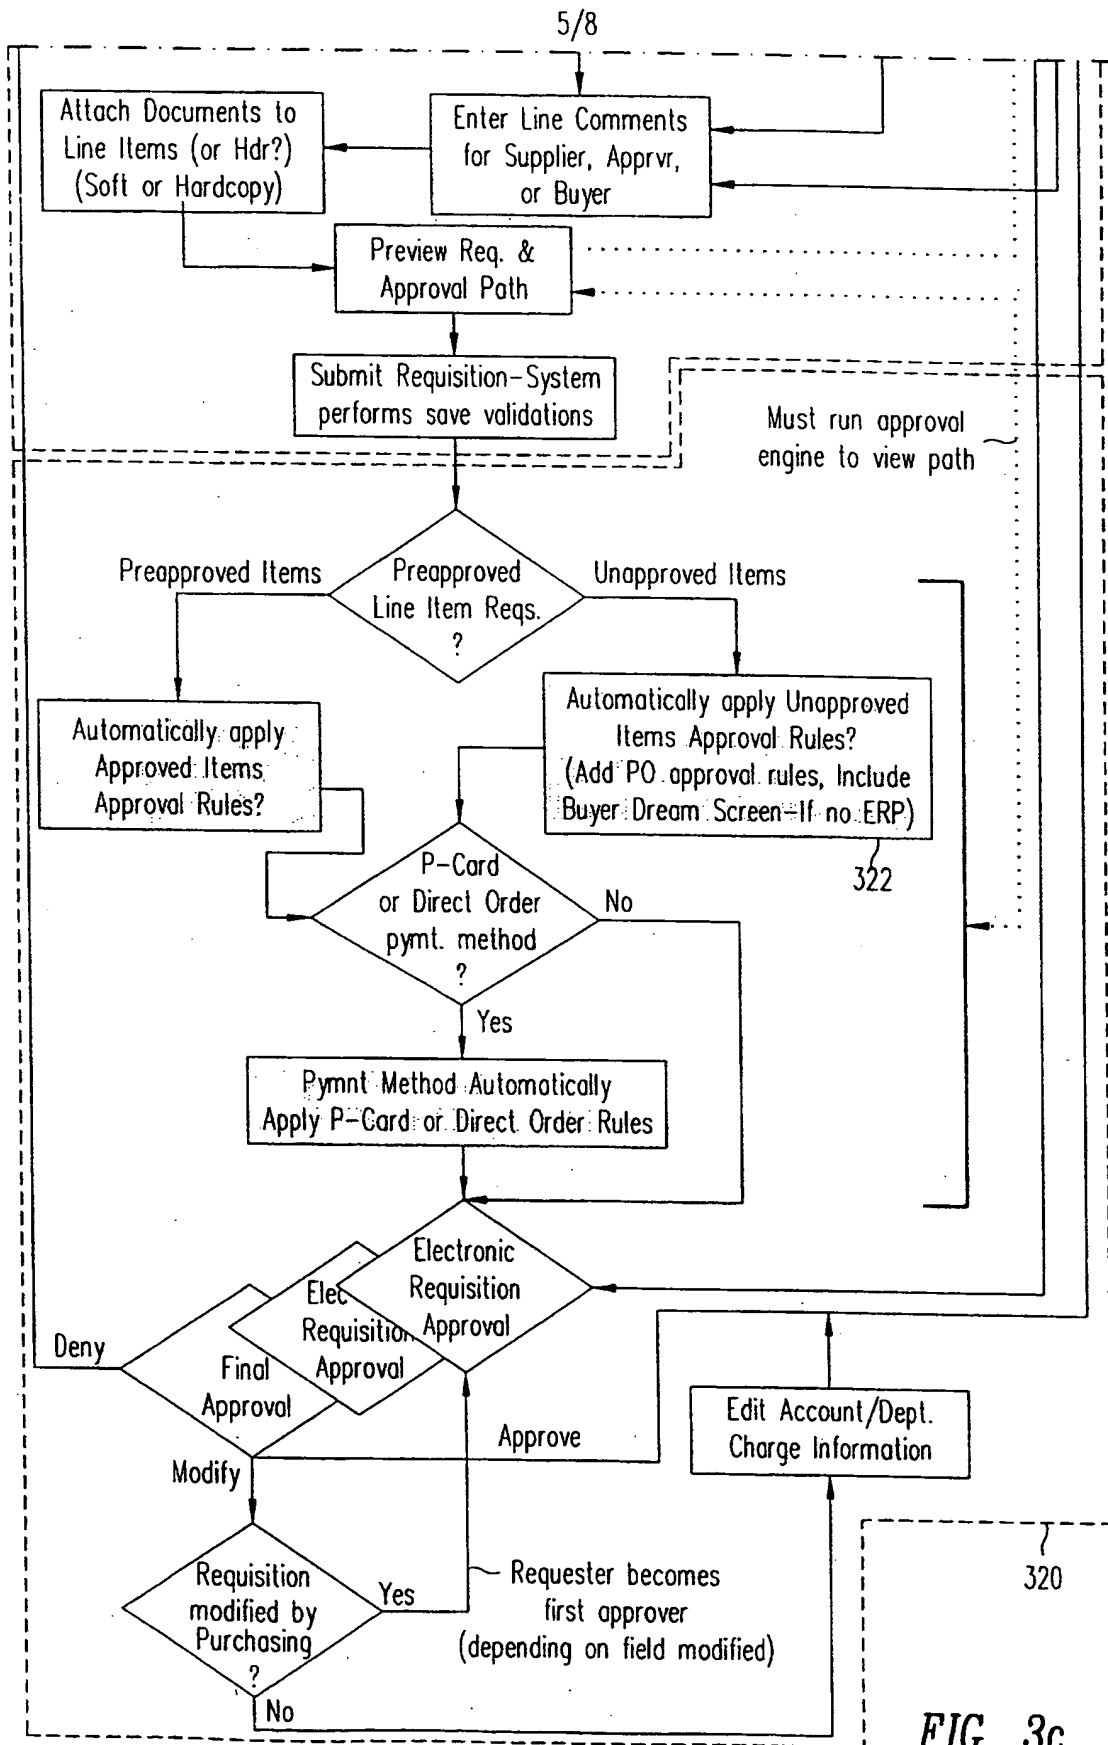 5/8
Attach Documents to
Line Items (or Hdr?)
(Soft or Hardcopy)
Enter Line Comments
for Supplier, Apprvr,
or Buyer
Preview Req. &
Approval Path
Submit Requisition-System
performs save validations
Must run approval
engine to view path
Preapproved Items
Preapproved
Line Item Reqs.
?
Unapproved Items
Automatically apply
Approved Items
Approval Rules?
Automatically apply Unapproved
Items Approval Rules?
(Add PO approval rules, Include
Buyer Dream Screen-If no ERP)
322
P-Card
or Direct Order
pymt. method
?
No
Yes
Pymnt Method Automatically
Apply P-Card or Direct Order Rules
Electronic
Requisition
Approval
Elec
Requisition
Approval
Final
Approval
Deny
Approve
Modify
Edit Account/Dept.
Charge Information
Requisition
modified by
Purchasing
?
Yes
No
Requester becomes
first approver
(depending on field modified)
320
FIG. 3c